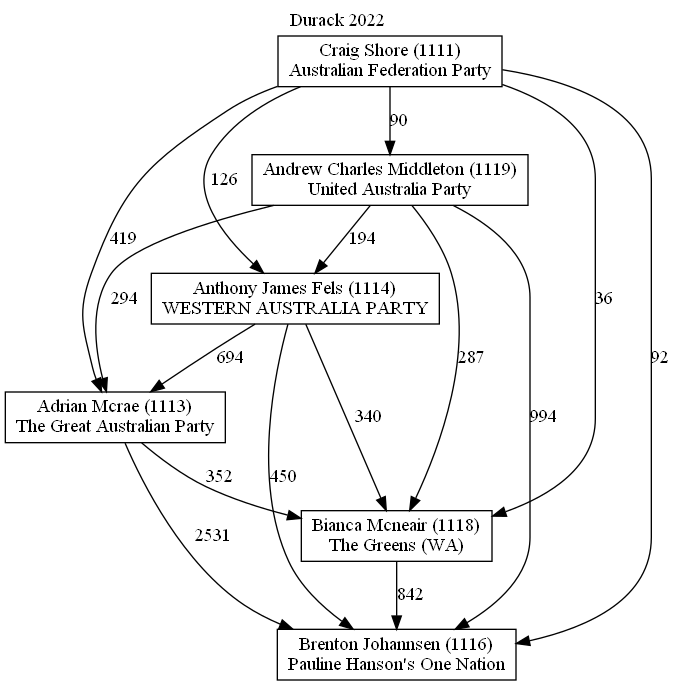 Durack 2022
Craig Shore (1111)
Australian Federation Party
90
Andrew Charles Middleton (1119)
United Australia Party
126
419
194
294
Anthony James Fels (1114)
WESTERN AUSTRALIA PARTY
36
694
287
92
Adrian Mcrae (1113)
The Great Australian Party
340
994
352
450
Bianca Mcneair (1118)
The Greens (WA)
2531
842
Brenton Johannsen (1116)
Pauline Hanson's One Nation